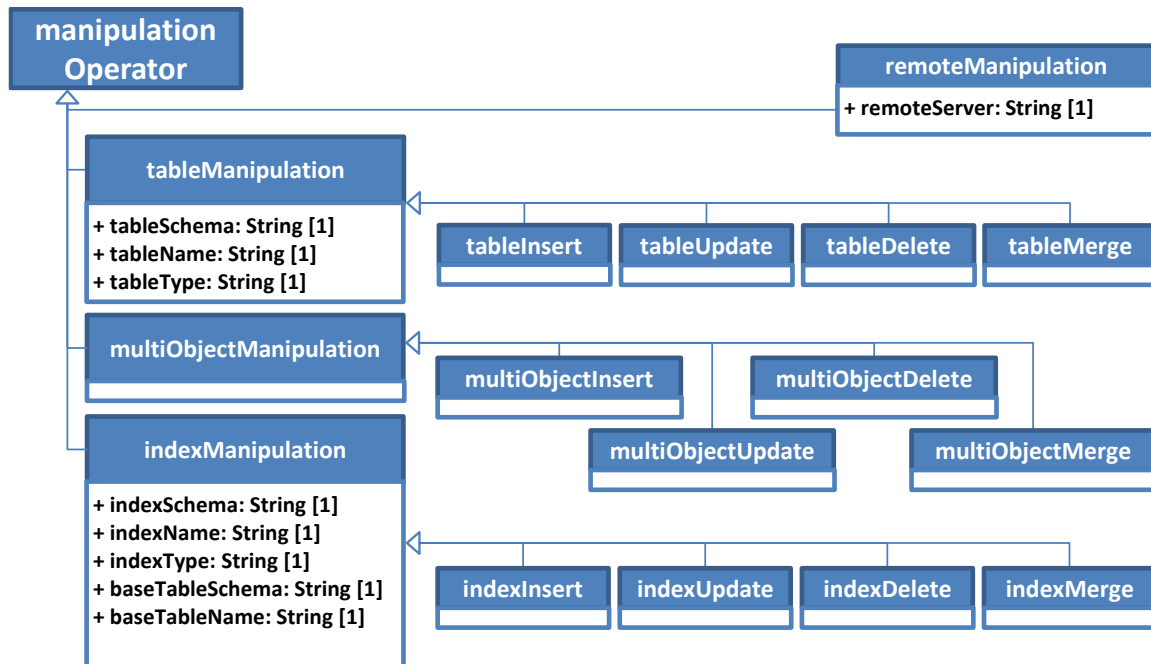 manipulation
Operator
remoteManipulation
+ remoteServer: String [1]
tableManipulation
+ tableSchema: String [1]
+ tableName: String [1]
+ tableType: String [1]
tableInsert
tableUpdate
tableDelete
tableMerge
multiObjectManipulation
multiObjectInsert
multiObjectDelete
multiObjectUpdate
multiObjectMerge
indexManipulation
+ indexSchema: String [1]
+ indexName: String [1]
+ indexType: String [1]
+ baseTableSchema: String [1]
+ baseTableName: String [1]
indexInsert
indexUpdate
indexDelete
indexMerge